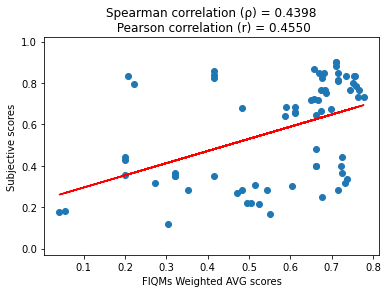 Spearman correlation (ρ) = 0.4398
Pearson correlation (r) = 0.4550
1.0
0.8
0.6
0.4
0.2
0.0
Subjective scores
0.1 0.2 0.3 0.4 0.5 0.6 0.7 0.8
FIQMs Weighted AVG scores